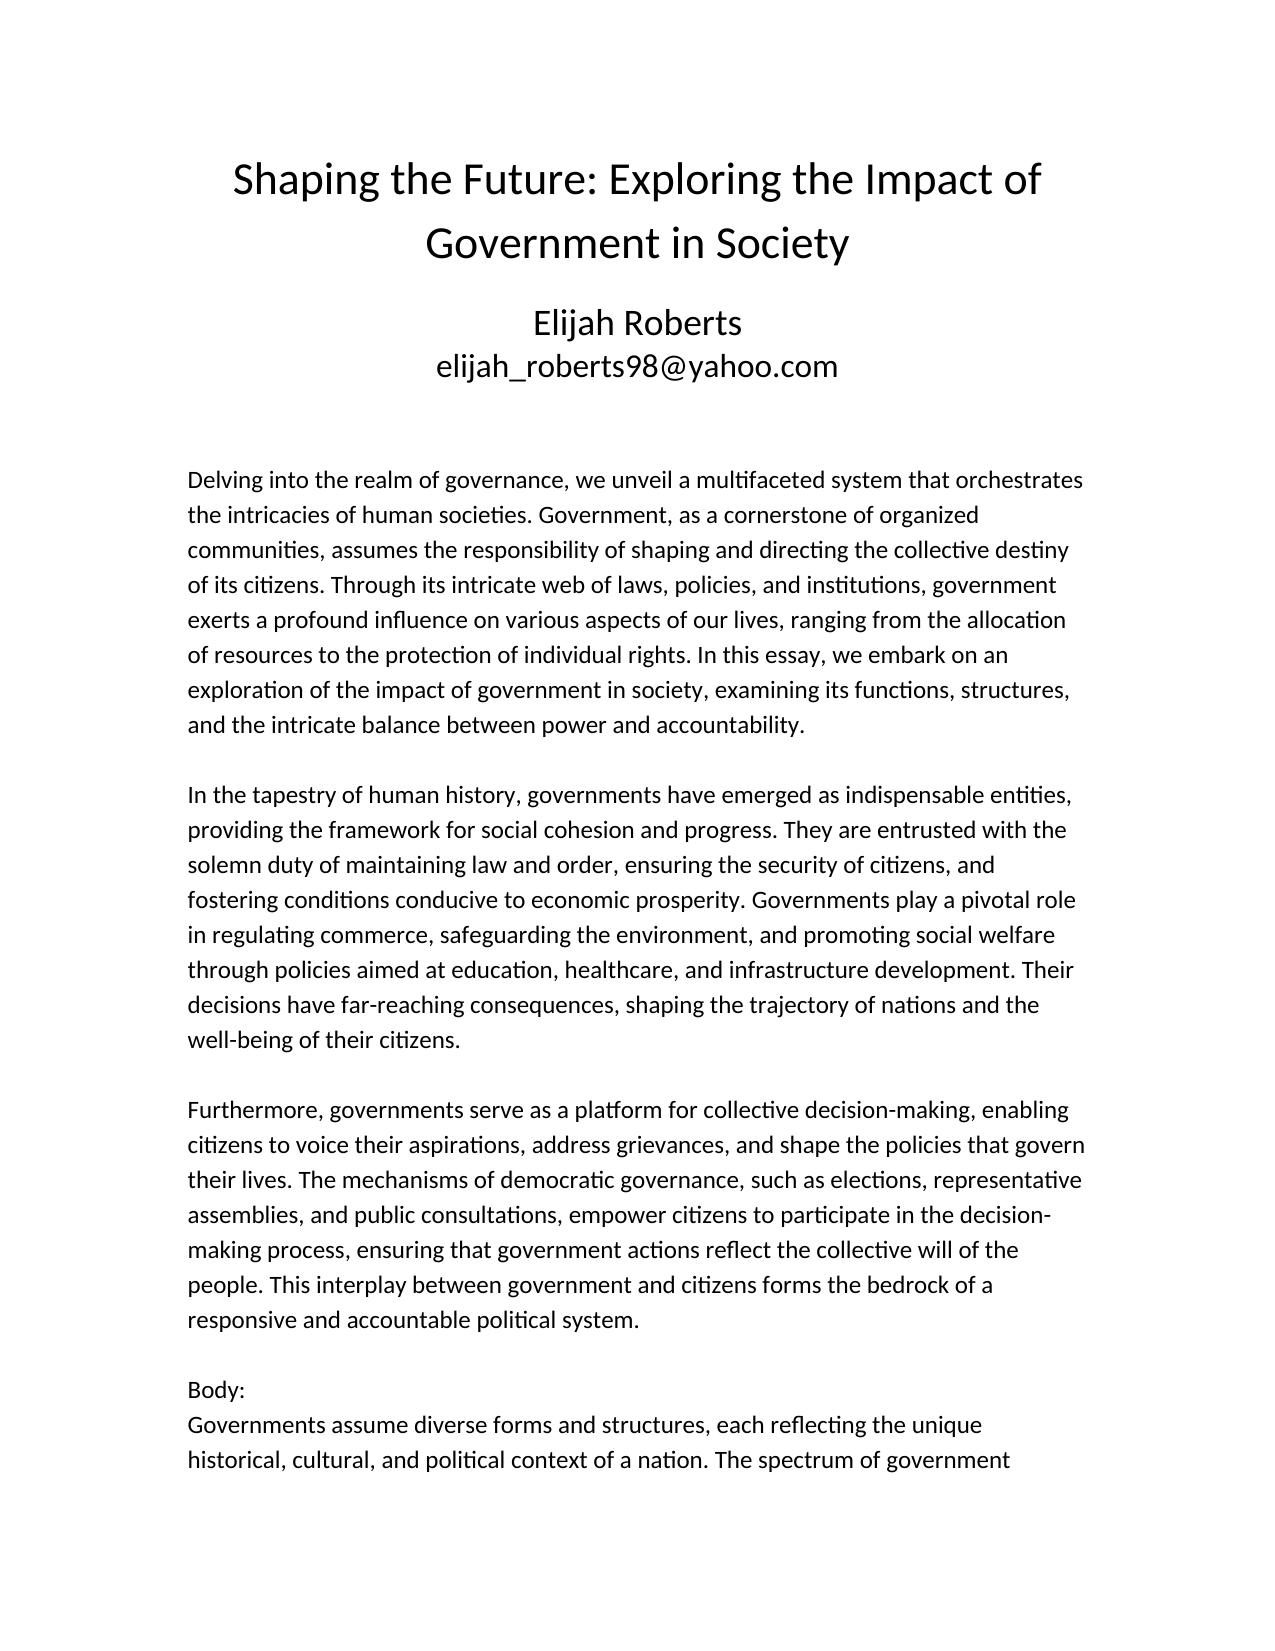 Shaping the Future: Exploring the Impact of
Government in Society
Elijah Roberts
elijah_roberts98@yahoo.com
Delving into the realm of governance, we unveil a multifaceted system that orchestrates
the intricacies of human societies. Government, as a cornerstone of organized
communities, assumes the responsibility of shaping and directing the collective destiny
of its citizens. Through its intricate web of laws, policies, and institutions, government
exerts a profound influence on various aspects of our lives, ranging from the allocation
of resources to the protection of individual rights. In this essay, we embark on an
exploration of the impact of government in society, examining its functions, structures,
and the intricate balance between power and accountability.
In the tapestry of human history, governments have emerged as indispensable entities,
providing the framework for social cohesion and progress. They are entrusted with the
solemn duty of maintaining law and order, ensuring the security of citizens, and
fostering conditions conducive to economic prosperity. Governments play a pivotal role
in regulating commerce, safeguarding the environment, and promoting social welfare
through policies aimed at education, healthcare, and infrastructure development. Their
decisions have far-reaching consequences, shaping the trajectory of nations and the
well-being of their citizens.
Furthermore, governments serve as a platform for collective decision-making, enabling
citizens to voice their aspirations, address grievances, and shape the policies that govern
their lives. The mechanisms of democratic governance, such as elections, representative
assemblies, and public consultations, empower citizens to participate in the decision-
making process, ensuring that government actions reflect the collective will of the
people. This interplay between government and citizens forms the bedrock of a
responsive and accountable political system.
Body:
Governments assume diverse forms and structures, each reflecting the unique
historical, cultural, and political context of a nation. The spectrum of government